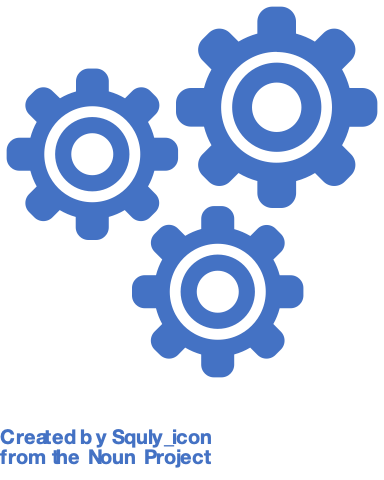 Created by Squly_icon
from the Noun Project